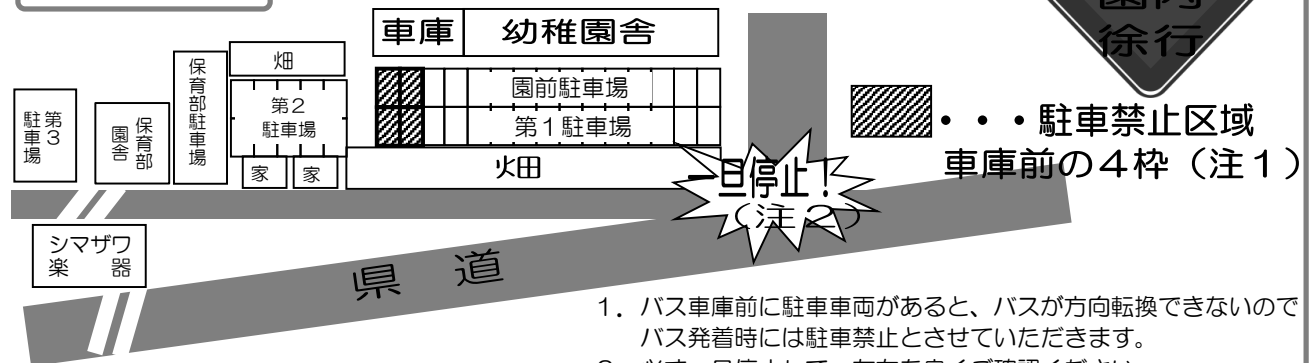 園内
徐行
車庫
幼稚園舎
畑
保育部駐車場
園前駐車場
第2
駐車場
第1駐車場
第3
駐車場
保育部
園舎
家
家
畑
一旦停止!
(注2)
・・・駐車禁止区域
車庫前の4枠(注1)
シマザワ
楽 器
県 道
1.バス車庫前に駐車車両があると、バスが方向転換できないので
バス発着時には駐車禁止とさせていただきます。